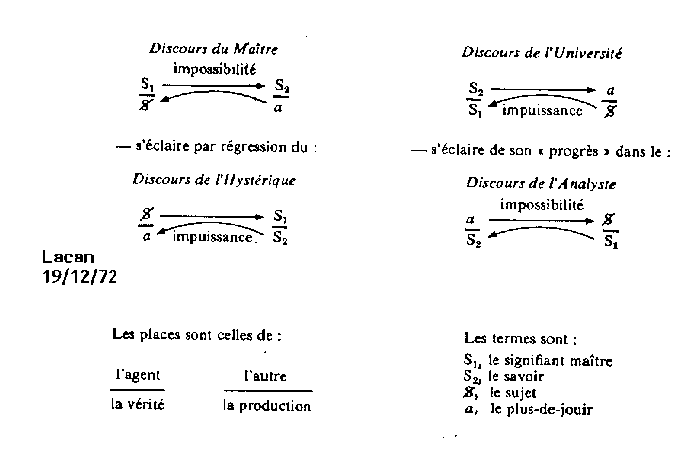 Discours du Maître
impossibilité
S₁ → S₂
$ a
— s'éclaire par régression du :
Discours de l'Hystérique
$ → S₁
a impuissance. S₂
Discours de l'Université
S₂ → a
S₁ impuissance $
— s'éclaire de son « progrès » dans le :
Discours de l'Analyste
impossibilité
a → $
S₂ S₁
Lacan
19/12/72
Les places sont celles de :
l'agent l'autre
la vérité la production
Les termes sont :
S₁, le signifiant maître
S₂, le savoir
$, le sujet
a, le plus-de-jouir